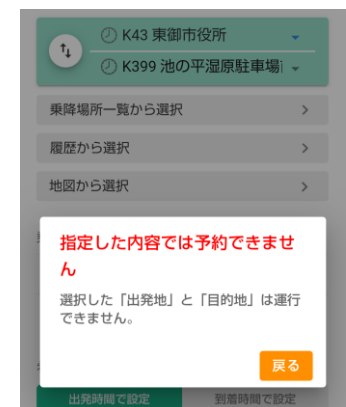 K43 東御市役所
K399 池の平湿原駐車場
乗降場所一覧から選択
履歴から選択
地図から選択
指定した内容では予約できませ
ん
選択した「出発地」と「目的地」は運行
できません。
戻る
出発時間で設定 到着時間で設定